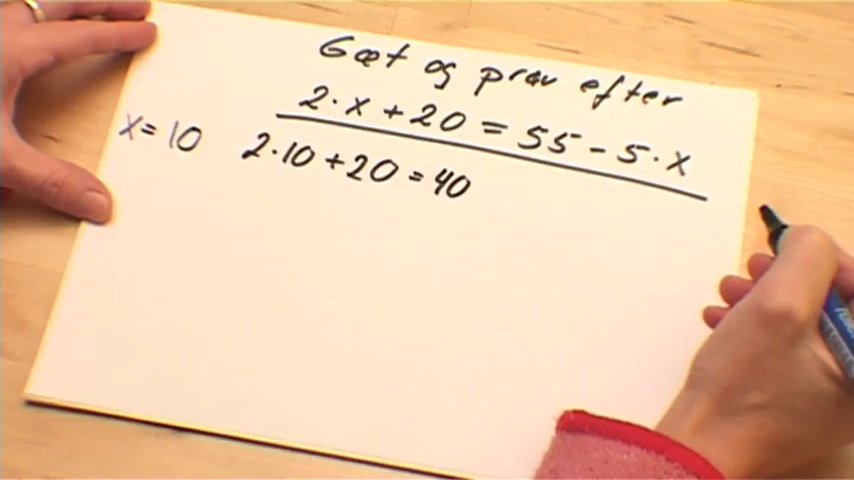 Gæt og prøv efter
2·x + 20 = 55 - 5·x
x = 10 2·10 + 20 = 40